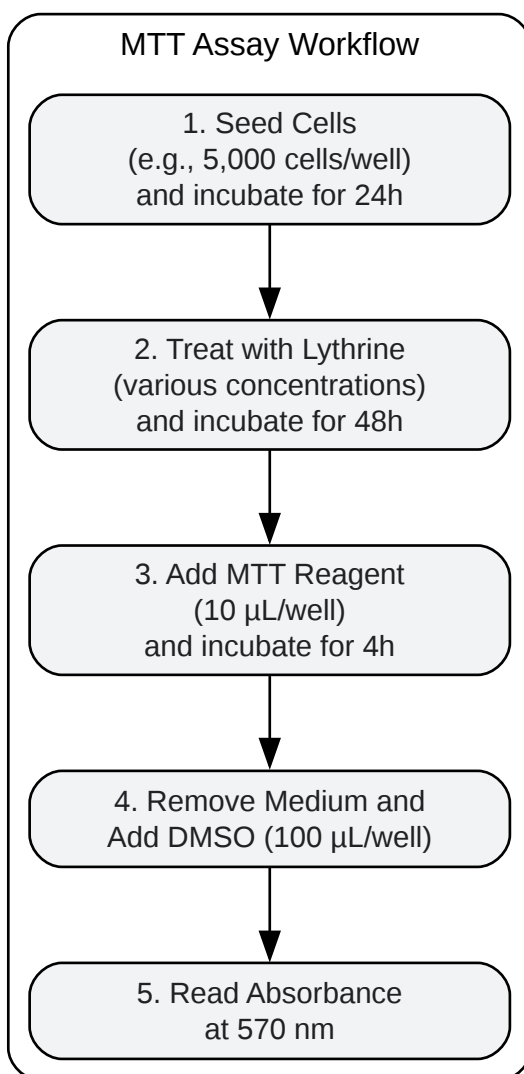 MTT Assay Workflow
1. Seed Cells
(e.g., 5,000 cells/well)
and incubate for 24h
2. Treat with Lythrine
(various concentrations)
and incubate for 48h
3. Add MTT Reagent
(10 µL/well)
and incubate for 4h
4. Remove Medium and
Add DMSO (100 µL/well)
5. Read Absorbance
at 570 nm